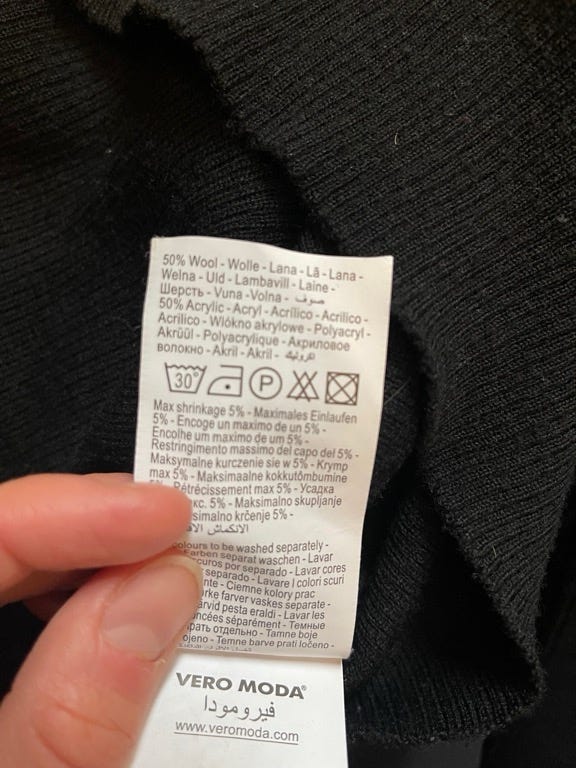 50% Wool - Wolle - Lana - Lã - Lana -
Wełna - Uld - Lambavill - Laine -
Шерсть - Vuna - Volna - صوف -
50% Acrylic - Acryl - Acrílico - Acrilico -
Acrilico - Włókno akrylowe - Polyacryl -
Akrüül - Polyacrylique - Акриловое
волокно - Akril - Akril - اكريليك
30°
P
Max shrinkage 5% - Maximales Einlaufen
5% - Encoge un maximo de un 5% -
Encolhe um maximo de um 5% -
Restringimento massimo del capo del 5% -
Maksymalne kurczenie sie w 5% - Krymp
max 5% - Maksimaalne kokkutõmbumine
5% - Rétrécissement max 5% - Усадка
кс. 5% - Maksimalno skupljanje
simalno krčenje 5% -
الانكماش
colours to be washed separately -
Farben separat waschen - Lavar
curos por separado - Lavar cores
separado - Lavare I colori scuri
nte - Ciemne kolory prac
rke farver vaskes separate -
arvid pesta eraldi - Lavar les
ncées séparément - Темные
рать отдельно - Tamne boje
ojeno - Temne barve prati ločeno -
VERO MODA®
فيرومودا
www.veromoda.com